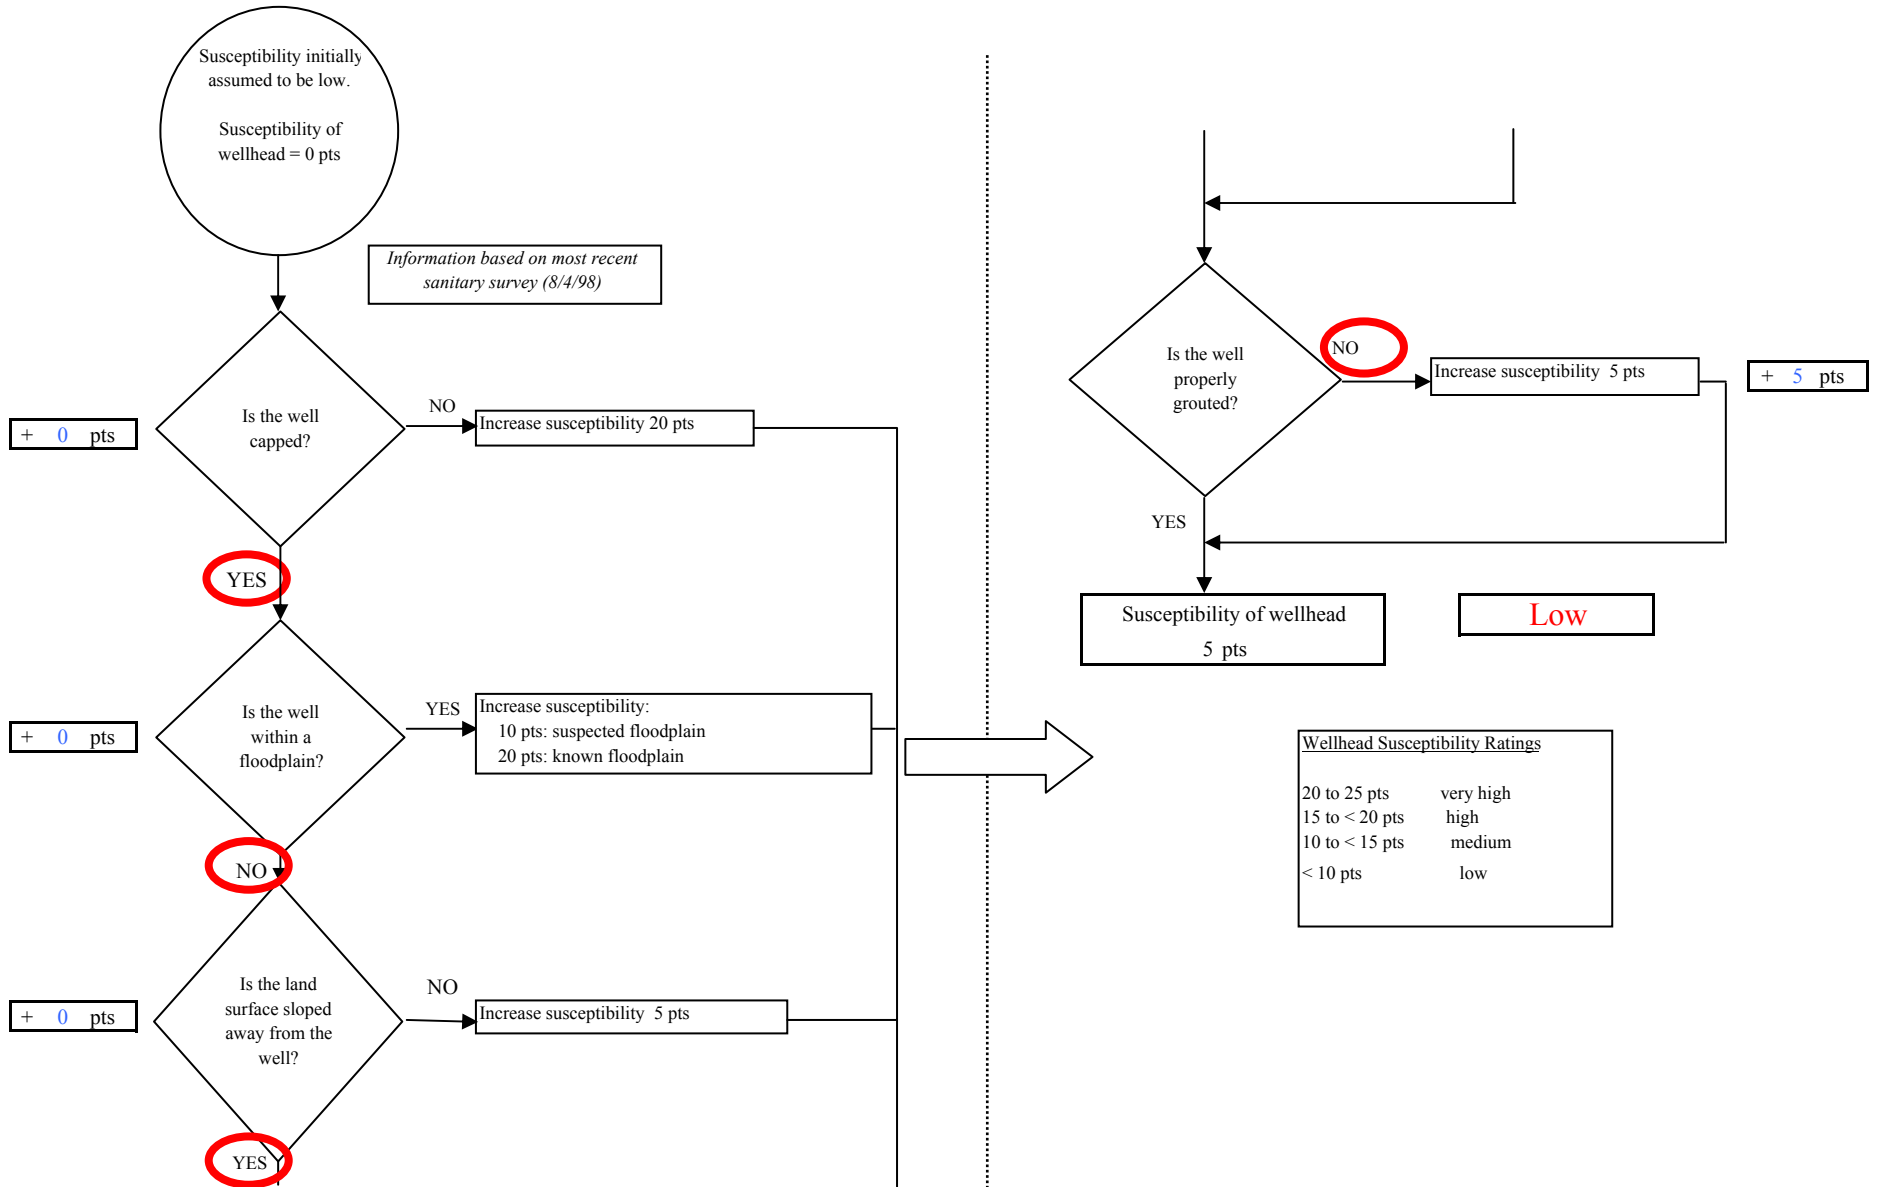 Susceptibility initially
assumed to be low.
Susceptibility of
wellhead = 0 pts
Information based on most recent
sanitary survey (8/4/98)
Is the well
capped?
NO
Increase susceptibility 20 pts
+ 0 pts
YES
Is the well
within a
floodplain?
YES
Increase susceptibility:
10 pts: suspected floodplain
20 pts: known floodplain
+ 0 pts
NO
Is the land
surface sloped
away from the
well?
NO
Increase susceptibility 5 pts
+ 0 pts
YES
Is the well
properly
grouted?
NO
Increase susceptibility 5 pts
+ 5 pts
YES
Susceptibility of wellhead
5 pts
Low
Wellhead Susceptibility Ratings
20 to 25 pts very high
15 to < 20 pts high
10 to < 15 pts medium
< 10 pts low